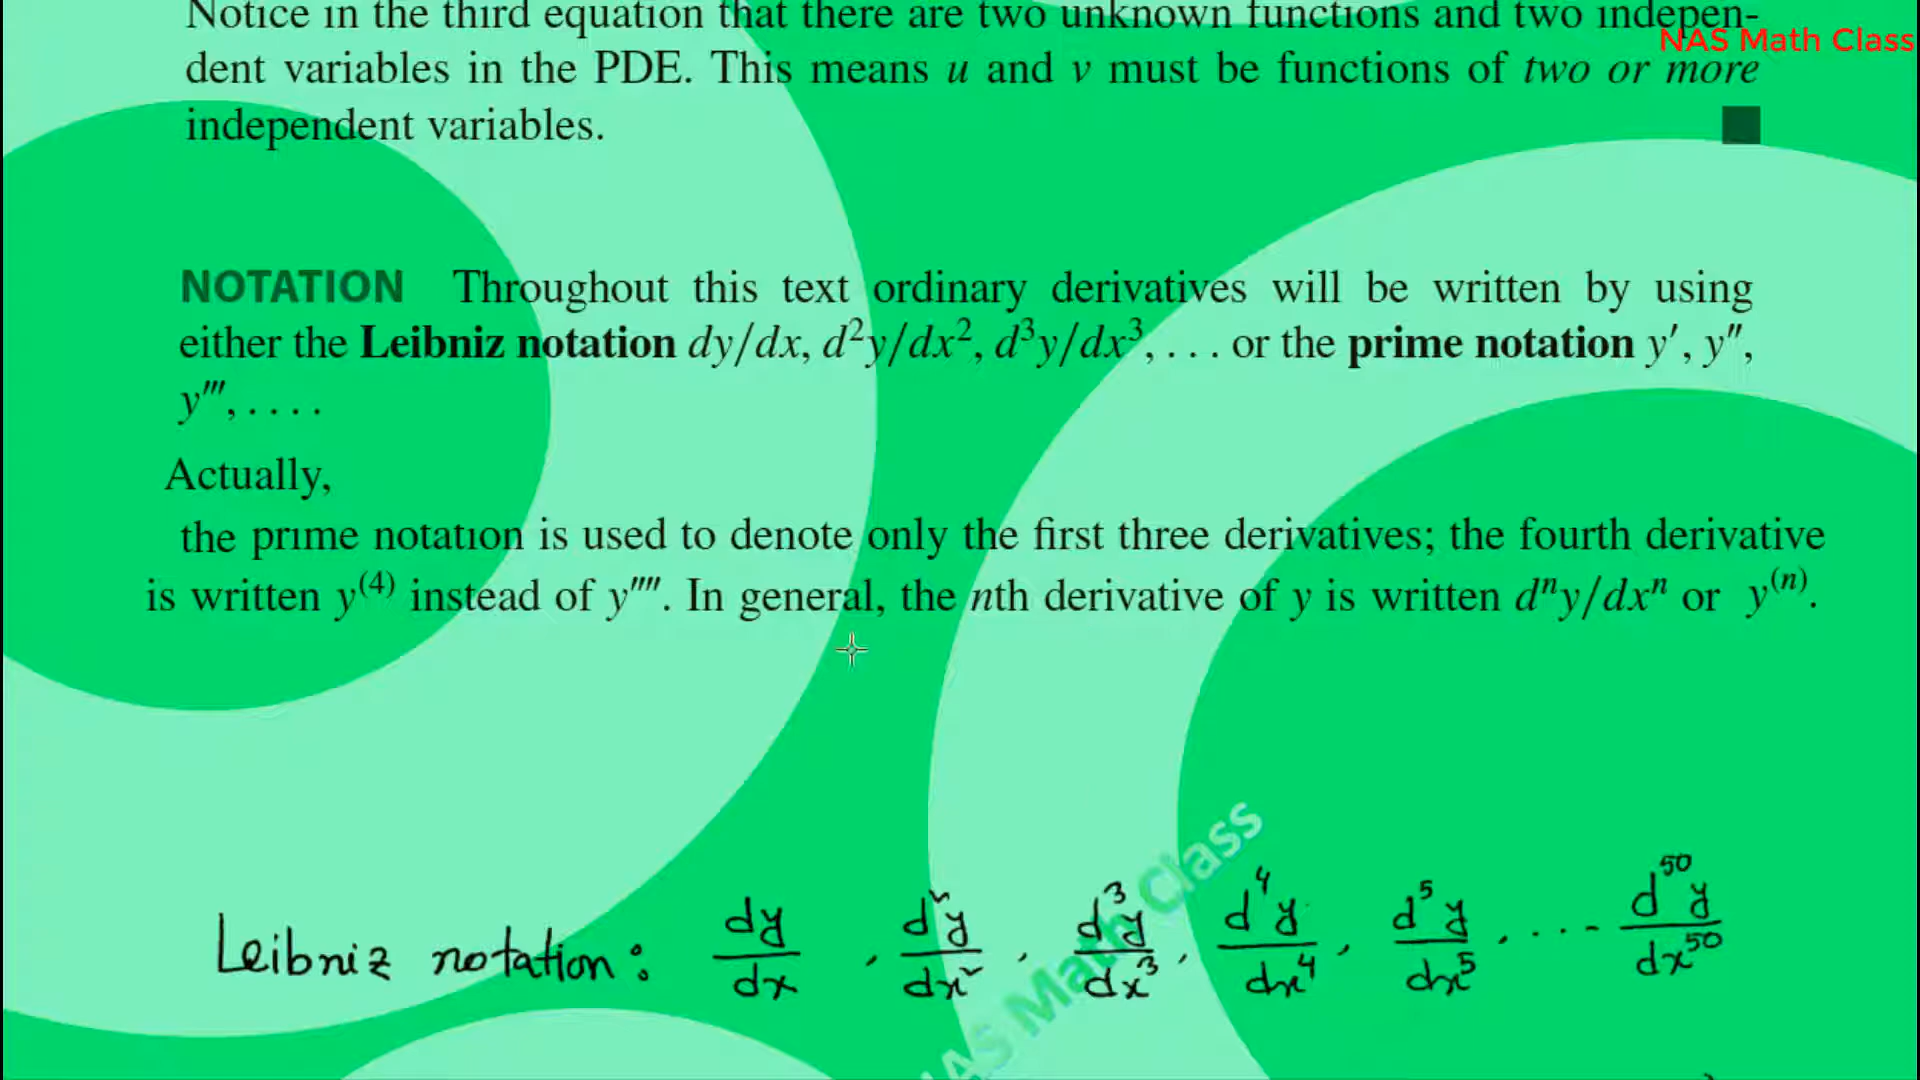 Notice in the third equation that there are two unknown functions and two indepen-
NAS Math Class
dent variables in the PDE. This means u and v must be functions of two or more
independent variables.
NOTATION Throughout this text ordinary derivatives will be written by using
either the Leibniz notation dy/dx, d²y/dx², d³y/dx³, . . . or the prime notation y′, y″,
y‴, . . . .
Actually,
the prime notation is used to denote only the first three derivatives; the fourth derivative
is written y⁽⁴⁾ instead of y⁗. In general, the nth derivative of y is written dⁿy/dxⁿ or y⁽ⁿ⁾.
Leibniz notation: dy/dx, d²y/dx², d³y/dx³, d⁴y/dx⁴, d⁵y/dx⁵, .... d⁵⁰y/dx⁵⁰
NAS Math Class